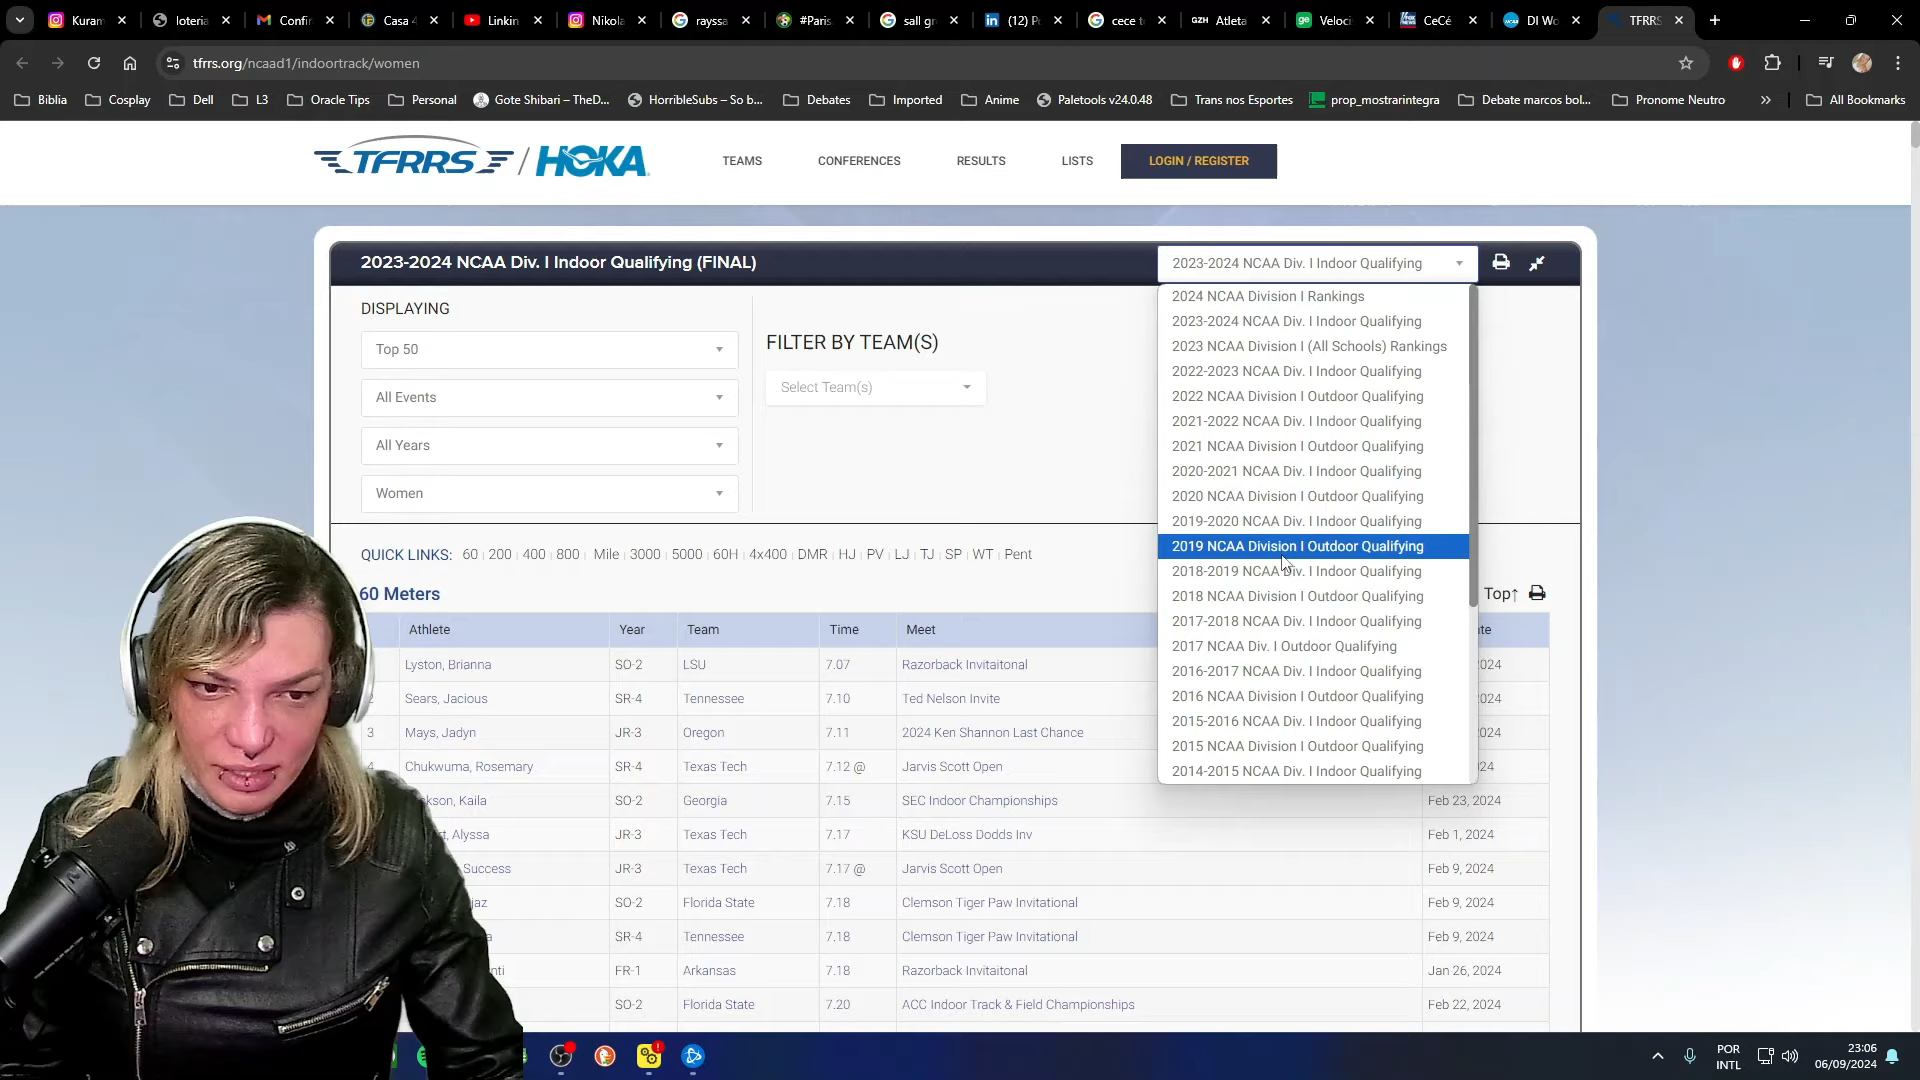 Kuram
loteria
Confir
Casa 4
Linkin
Nikola
rayssa
#Paris
sall gr
(12) P
cece t
GZH Atleta
ge Veloci
CeCé
DI Wo
TFRRS
tfrrs.org/ncaad1/indoortrack/women
Biblia
Cosplay
Dell
L3
Oracle Tips
Personal
Gote Shibari – TheD...
HorribleSubs – So b...
Debates
Imported
Anime
Paletools v24.0.48
Trans nos Esportes
prop_mostrarintegra
Debate marcos bol...
Pronome Neutro
All Bookmarks
TFRRS / HOKA
TEAMS
CONFERENCES
RESULTS
LISTS
LOGIN / REGISTER
2023-2024 NCAA Div. I Indoor Qualifying (FINAL)
2023-2024 NCAA Div. I Indoor Qualifying
2024 NCAA Division I Rankings
2023-2024 NCAA Div. I Indoor Qualifying
2023 NCAA Division I (All Schools) Rankings
2022-2023 NCAA Div. I Indoor Qualifying
2022 NCAA Division I Outdoor Qualifying
2021-2022 NCAA Div. I Indoor Qualifying
2021 NCAA Division I Outdoor Qualifying
2020-2021 NCAA Div. I Indoor Qualifying
2020 NCAA Division I Outdoor Qualifying
2019-2020 NCAA Div. I Indoor Qualifying
2019 NCAA Division I Outdoor Qualifying
2018-2019 NCAA Div. I Indoor Qualifying
2018 NCAA Division I Outdoor Qualifying
2017-2018 NCAA Div. I Indoor Qualifying
2017 NCAA Div. I Outdoor Qualifying
2016-2017 NCAA Div. I Indoor Qualifying
2016 NCAA Division I Outdoor Qualifying
2015-2016 NCAA Div. I Indoor Qualifying
2015 NCAA Division I Outdoor Qualifying
2014-2015 NCAA Div. I Indoor Qualifying
DISPLAYING
Top 50
All Events
All Years
Women
FILTER BY TEAM(S)
Select Team(s)
QUICK LINKS: 60 | 200 | 400 | 800 | Mile | 3000 | 5000 | 60H | 4x400 | DMR | HJ | PV | LJ | TJ | SP | WT | Pent
60 Meters
Top↑
Athlete Year Team Time Meet te
Lyston, Brianna SO-2 LSU 7.07 Razorback Invitaitonal 024
2 Sears, Jacious SR-4 Tennessee 7.10 Ted Nelson Invite 024
3 Mays, Jadyn JR-3 Oregon 7.11 2024 Ken Shannon Last Chance 024
4 Chukwuma, Rosemary SR-4 Texas Tech 7.12 @ Jarvis Scott Open 024
kson, Kaila SO-2 Georgia 7.15 SEC Indoor Championships Feb 23, 2024
t, Alyssa JR-3 Texas Tech 7.17 KSU DeLoss Dodds Inv Feb 1, 2024
Success JR-3 Texas Tech 7.17 @ Jarvis Scott Open Feb 9, 2024
jaz SO-2 Florida State 7.18 Clemson Tiger Paw Invitational Feb 9, 2024
a SR-4 Tennessee 7.18 Clemson Tiger Paw Invitational Feb 9, 2024
nti FR-1 Arkansas 7.18 Razorback Invitaitonal Jan 26, 2024
SO-2 Florida State 7.20 ACC Indoor Track & Field Championships Feb 22, 2024
POR
INTL
23:06
06/09/2024